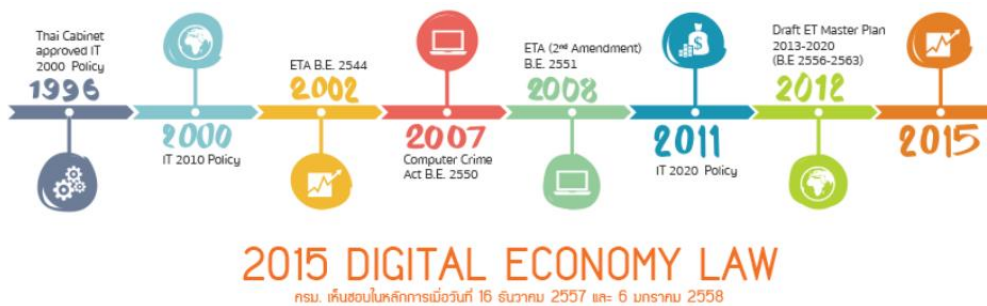 Thai Cabinet
approved IT
2000 Policy
1996
2000
IT 2010 Policy
ETA B.E. 2544
2002
2007
Computer Crime
Act B.E. 2550
ETA (2nd Amendment)
B.E. 2551
2008
2011
IT 2020 Policy
Draft ET Master Plan
2013-2020
(B.E 2556-2563)
2012
2015
2015 DIGITAL ECONOMY LAW
ครม. เห็นชอบในหลักการเมื่อวันที่ 16 ธันวาคม 2557 และ 6 มกราคม 2558